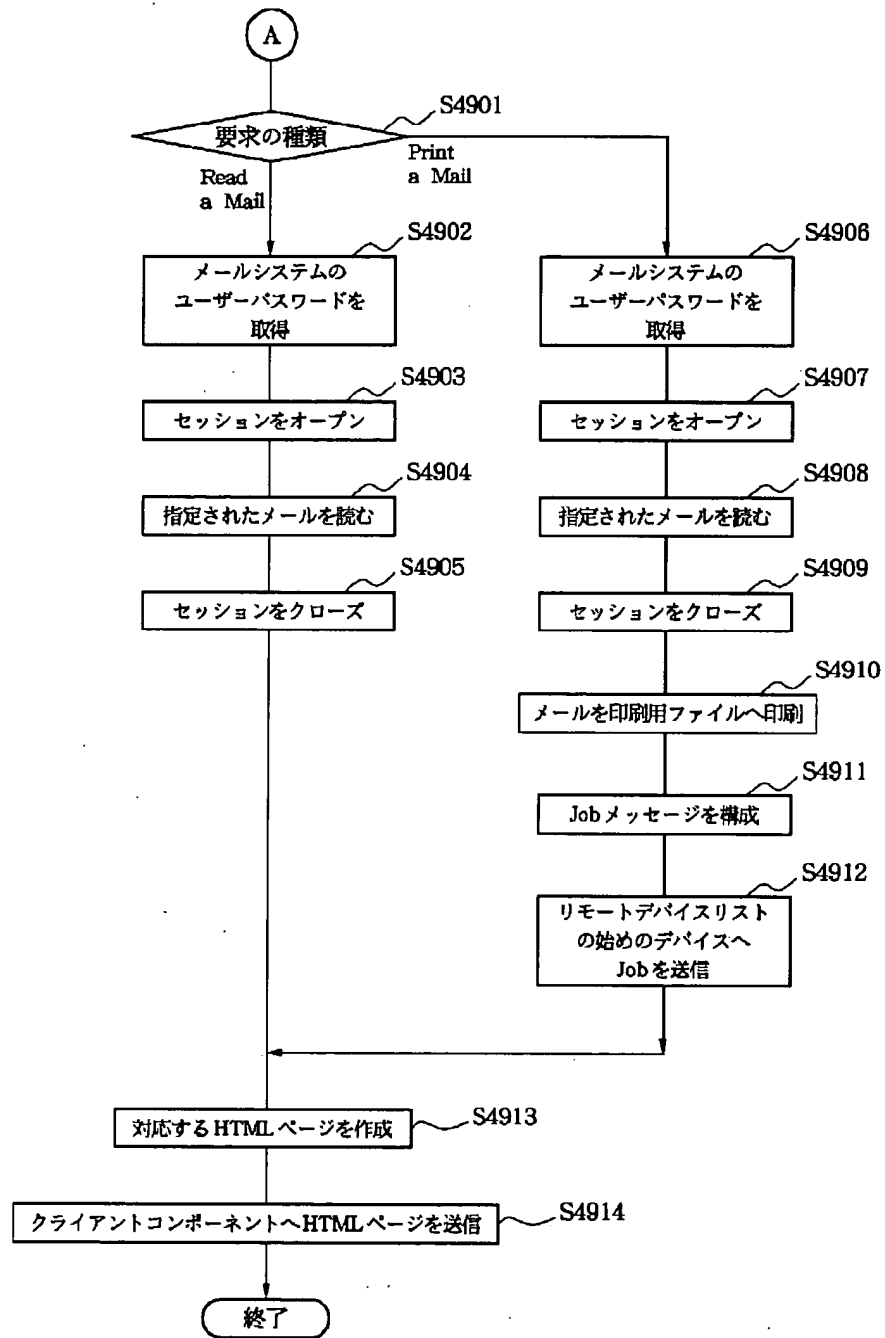 A
S4901
要求の種類
Read
a Mail
Print
a Mail
S4902
メールシステムの
ユーザーパスワードを
取得
S4903
セッションをオープン
S4904
指定されたメールを読む
S4905
セッションをクローズ
S4906
メールシステムの
ユーザーパスワードを
取得
S4907
セッションをオープン
S4908
指定されたメールを読む
S4909
セッションをクローズ
S4910
メールを印刷用ファイルへ印刷
S4911
Jobメッセージを構成
S4912
リモートデバイスリスト
の始めのデバイスへ
Jobを送信
対応するHTMLページを作成
S4913
クライアントコンポーネントへHTMLページを送信
S4914
終了